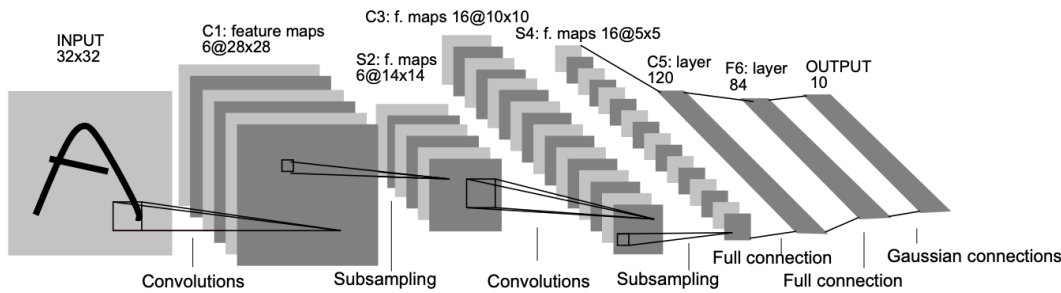 INPUT
32x32
C1: feature maps
6@28x28
S2: f. maps
6@14x14
C3: f. maps 16@10x10
S4: f. maps 16@5x5
C5: layer
120
F6: layer
84
OUTPUT
10
Convolutions
Subsampling
Convolutions
Subsampling
Full connection
Full connection
Gaussian connections